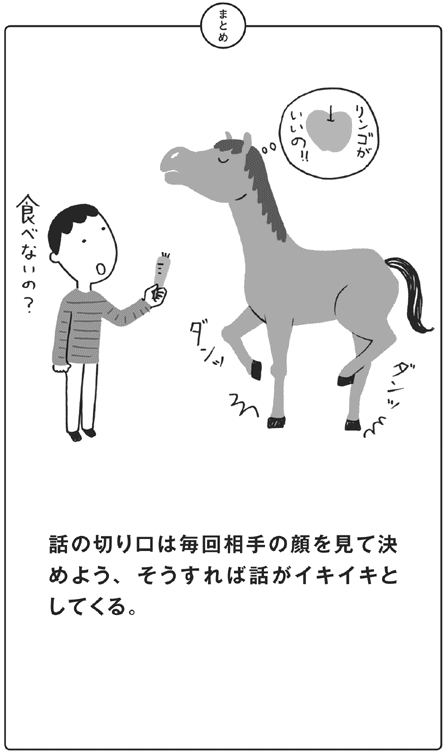 まとめ
リンゴが
いいの!!
食べないの?
ダンッ
ダンッ
話の切り口は毎回相手の顔を見て決
めよう、そうすれば話がイキイキと
してくる。